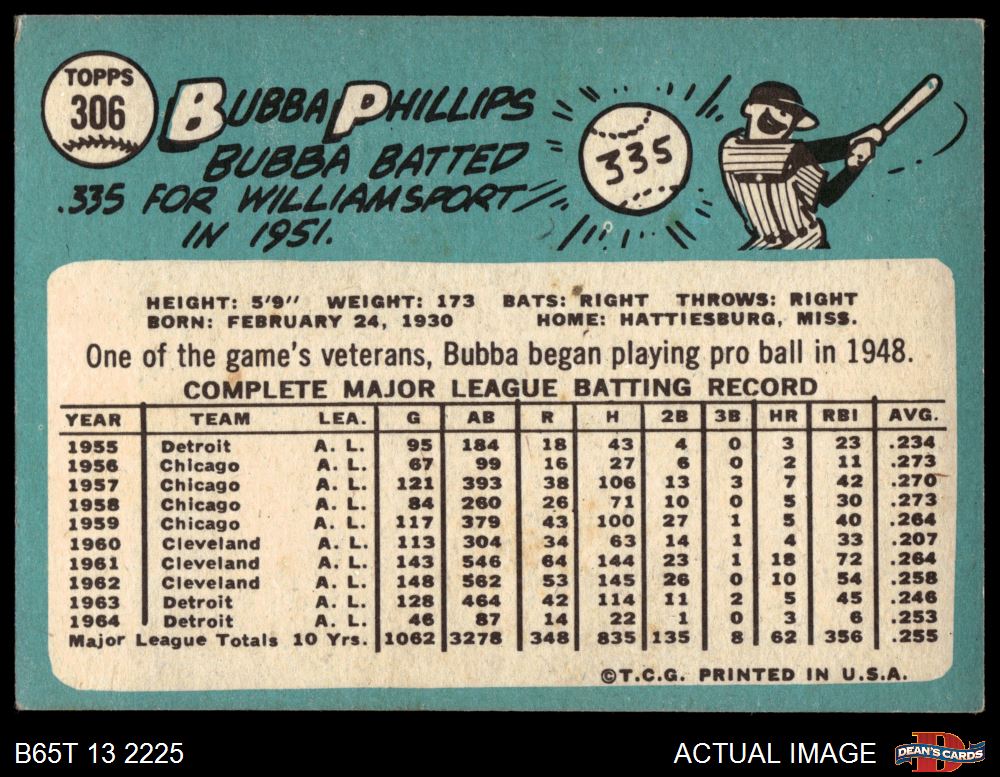 TOPPS
306
BUBBA PHILLIPS
BUBBA BATTED
.335 FOR WILLIAMSPORT
IN 1951.
335
HEIGHT: 5'9" WEIGHT: 173 BATS: RIGHT THROWS: RIGHT
BORN: FEBRUARY 24, 1930 HOME: HATTIESBURG, MISS.
One of the game's veterans, Bubba began playing pro ball in 1948.
COMPLETE MAJOR LEAGUE BATTING RECORD
YEAR TEAM LEA. G AB R H 2B 3B HR RBI AVG.
1955 Detroit A. L. 95 184 18 43 4 0 3 23 .234
1956 Chicago A. L. 67 99 16 27 6 0 2 11 .273
1957 Chicago A. L. 121 393 38 106 13 3 7 42 .270
1958 Chicago A. L. 84 260 26 71 10 0 5 30 .273
1959 Chicago A. L. 117 379 43 100 27 1 5 40 .264
1960 Cleveland A. L. 113 304 34 63 14 1 4 33 .207
1961 Cleveland A. L. 143 546 64 144 23 1 18 72 .264
1962 Cleveland A. L. 148 562 53 145 26 0 10 54 .258
1963 Detroit A. L. 128 464 42 114 11 2 5 45 .246
1964 Detroit A. L. 46 87 14 22 1 0 3 6 .253
Major League Totals 10 Yrs. 1062 3278 348 835 135 8 62 356 .255
©T.C.G. PRINTED IN U.S.A.
B65T 13 2225
ACTUAL IMAGE
DEAN'S CARDS